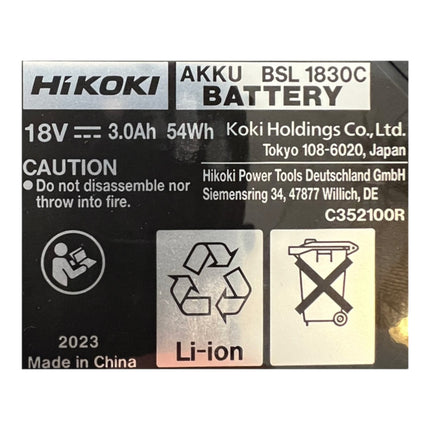 HiKOKI
AKKU BSL 1830C
BATTERY
18V ⎓ 3.0Ah 54Wh
Koki Holdings Co., Ltd.
Tokyo 108-6020, Japan
CAUTION
● Do not disassemble nor
throw into fire.
Hikoki Power Tools Deutschland GmbH
Siemensring 34, 47877 Willich, DE
C352100R
Li-ion
2023
Made in China